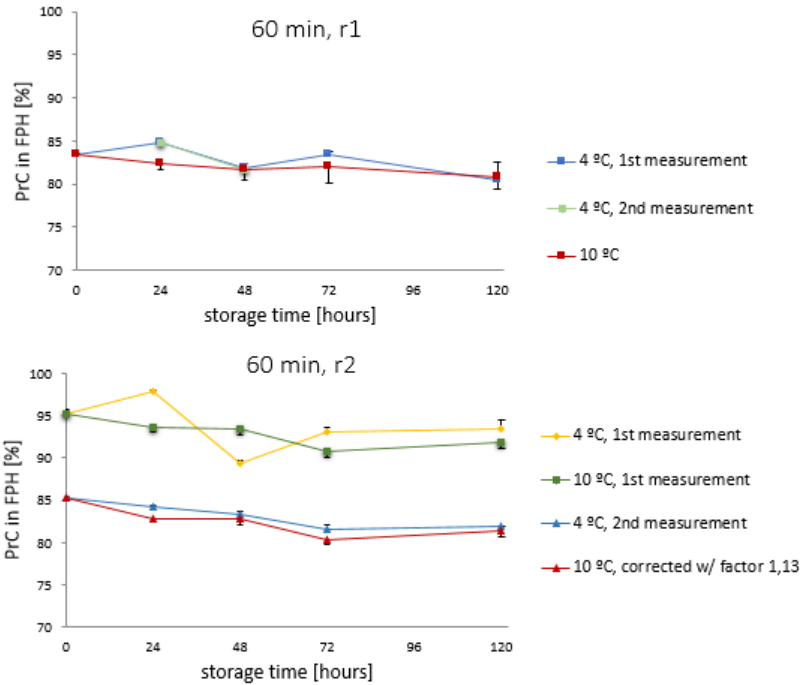 60 min, r1
PrC in FPH [%]
100
95
90
85
80
75
70
0 24 48 72 96 120
storage time [hours]
4 ºC, 1st measurement
4 ºC, 2nd measurement
10 ºC
60 min, r2
PrC in FPH [%]
100
95
90
85
80
75
70
0 24 48 72 96 120
storage time [hours]
4 ºC, 1st measurement
10 ºC, 1st measurement
4 ºC, 2nd measurement
10 ºC, corrected w/ factor 1,13